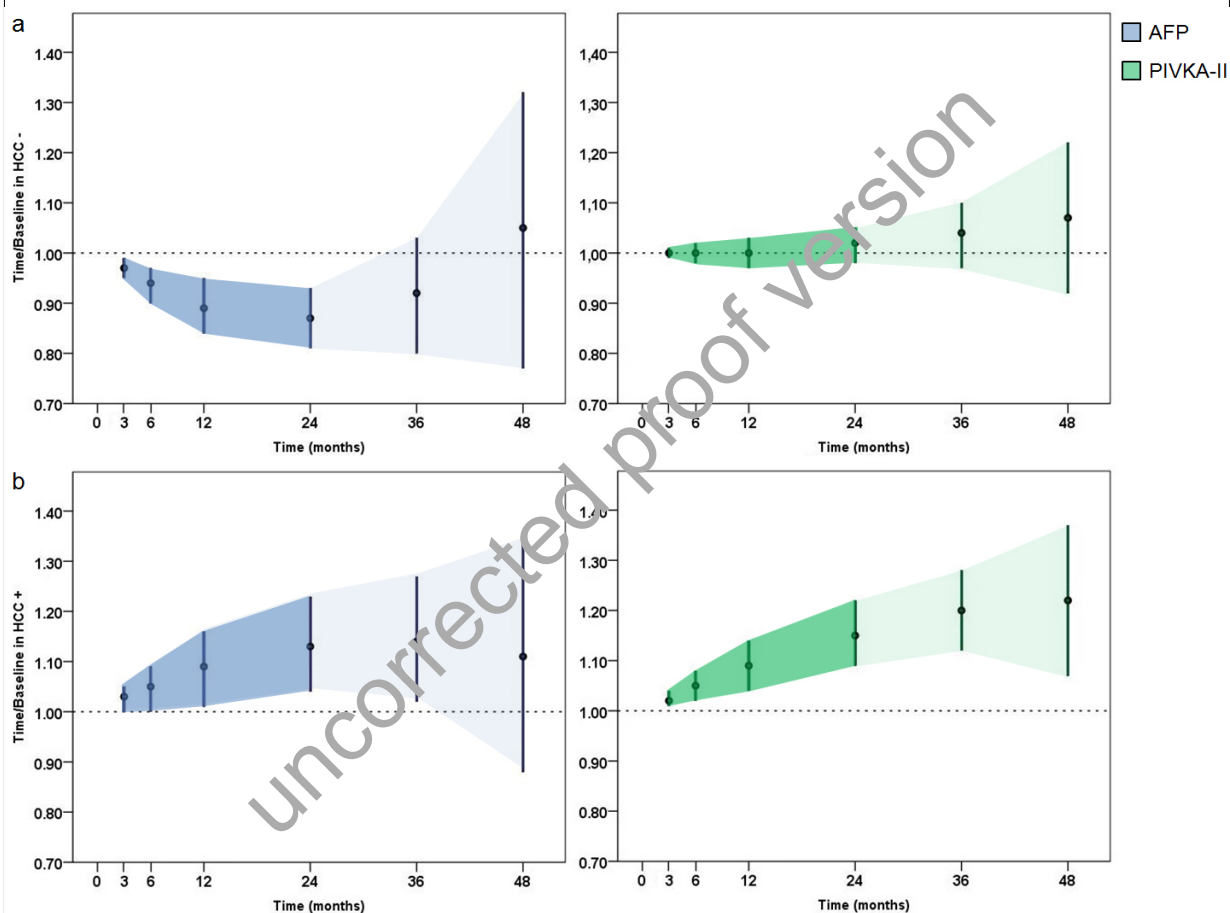 a
AFP
PIVKA-II
Time/Baseline in HCC -
1.40
1.30
1.20
1.10
1.00
0.90
0.80
0.70
0 3 6 12 24 36 48
Time (months)
1,40
1,30
1,20
1,10
1.00
0.90
0.80
0.70
0 3 6 12 24 36 48
Time (months)
b
Time/Baseline in HCC +
1.40
1.30
1.20
1.10
1.00
0.90
0.80
0.70
0 3 6 12 24 36 48
Time (months)
1.40
1.30
1.20
1.10
1.00
0.90
0.80
0.70
0 3 6 12 24 36 48
Time (months)
uncorrected proof version